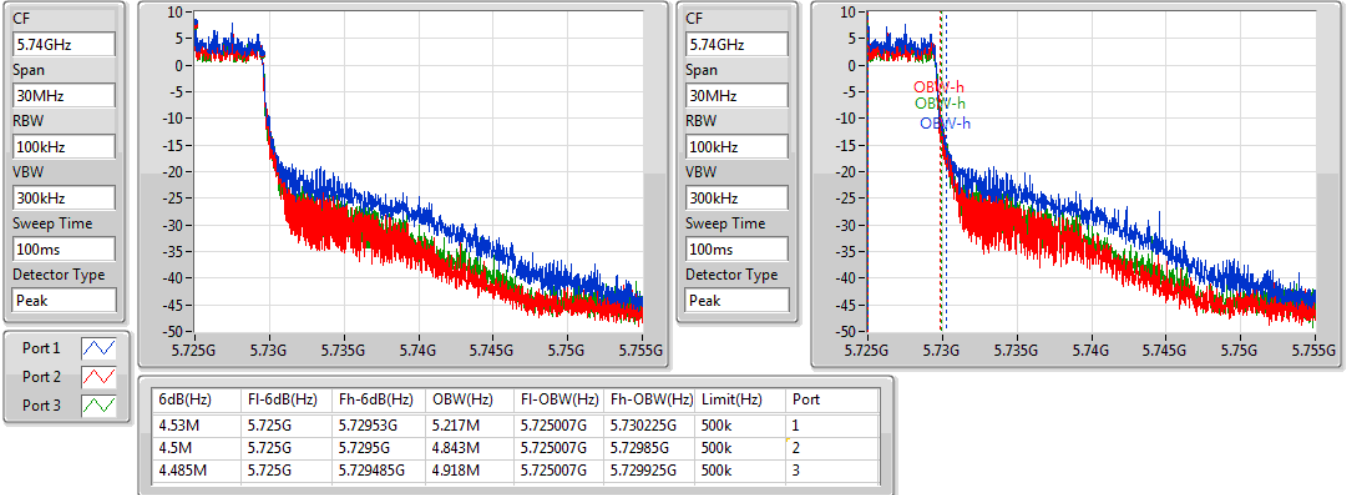 CF
5.74GHz
Span
30MHz
RBW
100kHz
VBW
300kHz
Sweep Time
100ms
Detector Type
Peak
10
5
0
-5
-10
-15
-20
-25
-30
-35
-40
-45
-50
5.725G 5.73G 5.735G 5.74G 5.745G 5.75G 5.755G
CF
5.74GHz
Span
30MHz
RBW
100kHz
VBW
300kHz
Sweep Time
100ms
Detector Type
Peak
10
5
0
-5
-10
-15
-20
-25
-30
-35
-40
-45
-50
OBW-h
OBW-h
OBW-h
5.725G 5.73G 5.735G 5.74G 5.745G 5.75G 5.755G
Port 1
Port 2
Port 3
6dB(Hz) Fl-6dB(Hz) Fh-6dB(Hz) OBW(Hz) Fl-OBW(Hz) Fh-OBW(Hz) Limit(Hz) Port
4.53M 5.725G 5.72953G 5.217M 5.725007G 5.730225G 500k 1
4.5M 5.725G 5.7295G 4.843M 5.725007G 5.72985G 500k 2
4.485M 5.725G 5.729485G 4.918M 5.725007G 5.729925G 500k 3